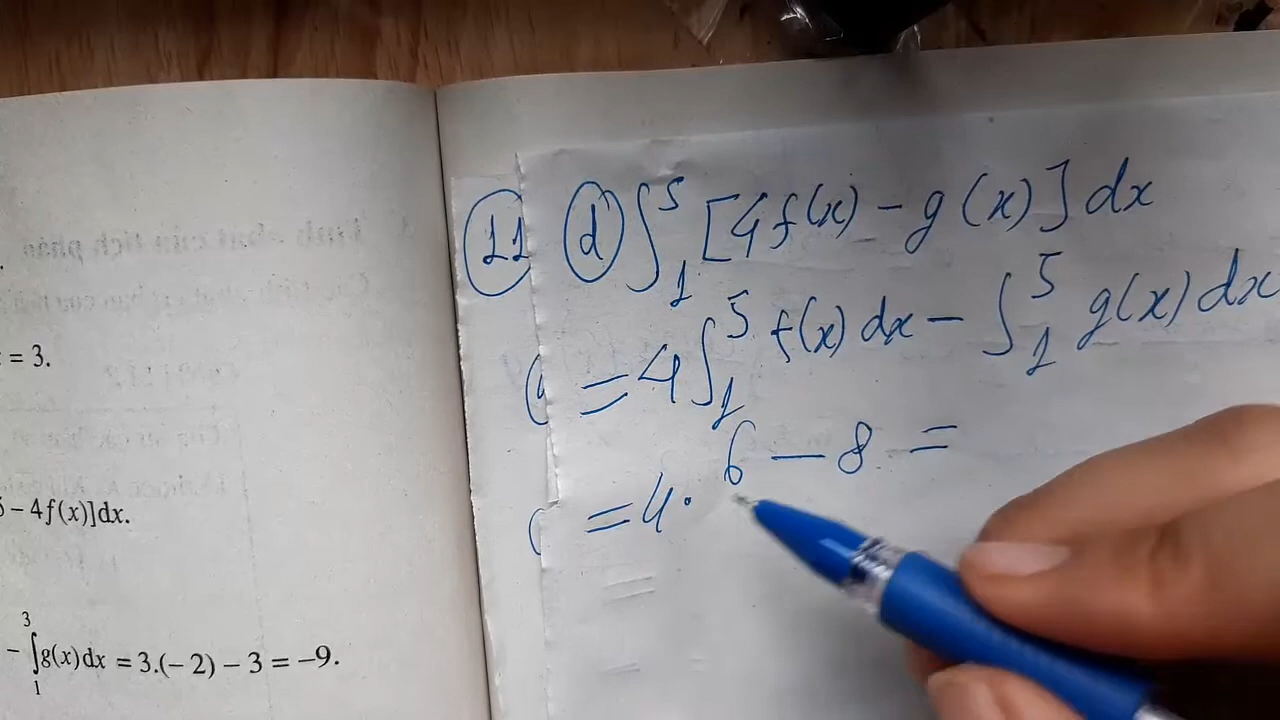 = 3.
– 4f(x)]dx.
– ∫₁³ g(x)dx = 3.(– 2) – 3 = –9.
11 d ∫₁⁵ [4f(x) – g(x)] dx
= 4 ∫₁⁵ f(x) dx – ∫₁⁵ g(x) dx
= 4 · 6 – 8 =